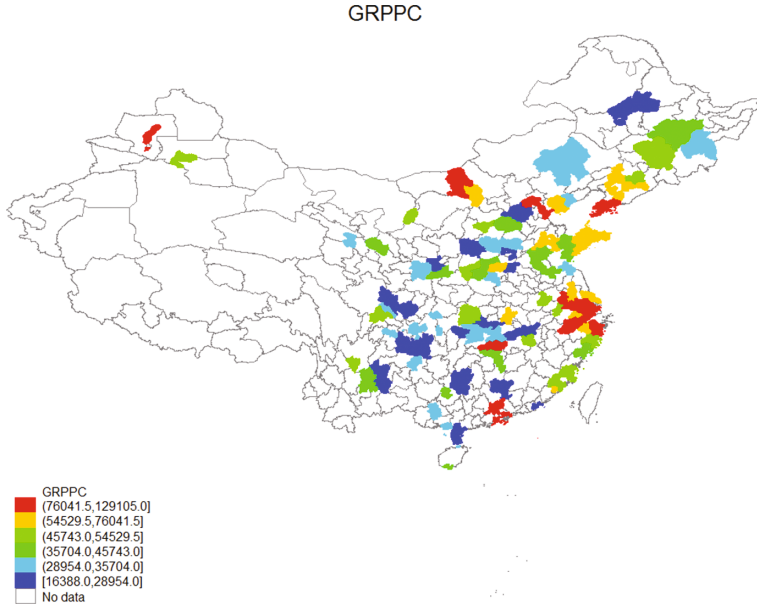 GRPPC
GRPPC
(76041.5,129105.0]
(54529.5,76041.5]
(45743.0,54529.5]
(35704.0,45743.0]
(28954.0,35704.0]
[16388.0,28954.0]
No data